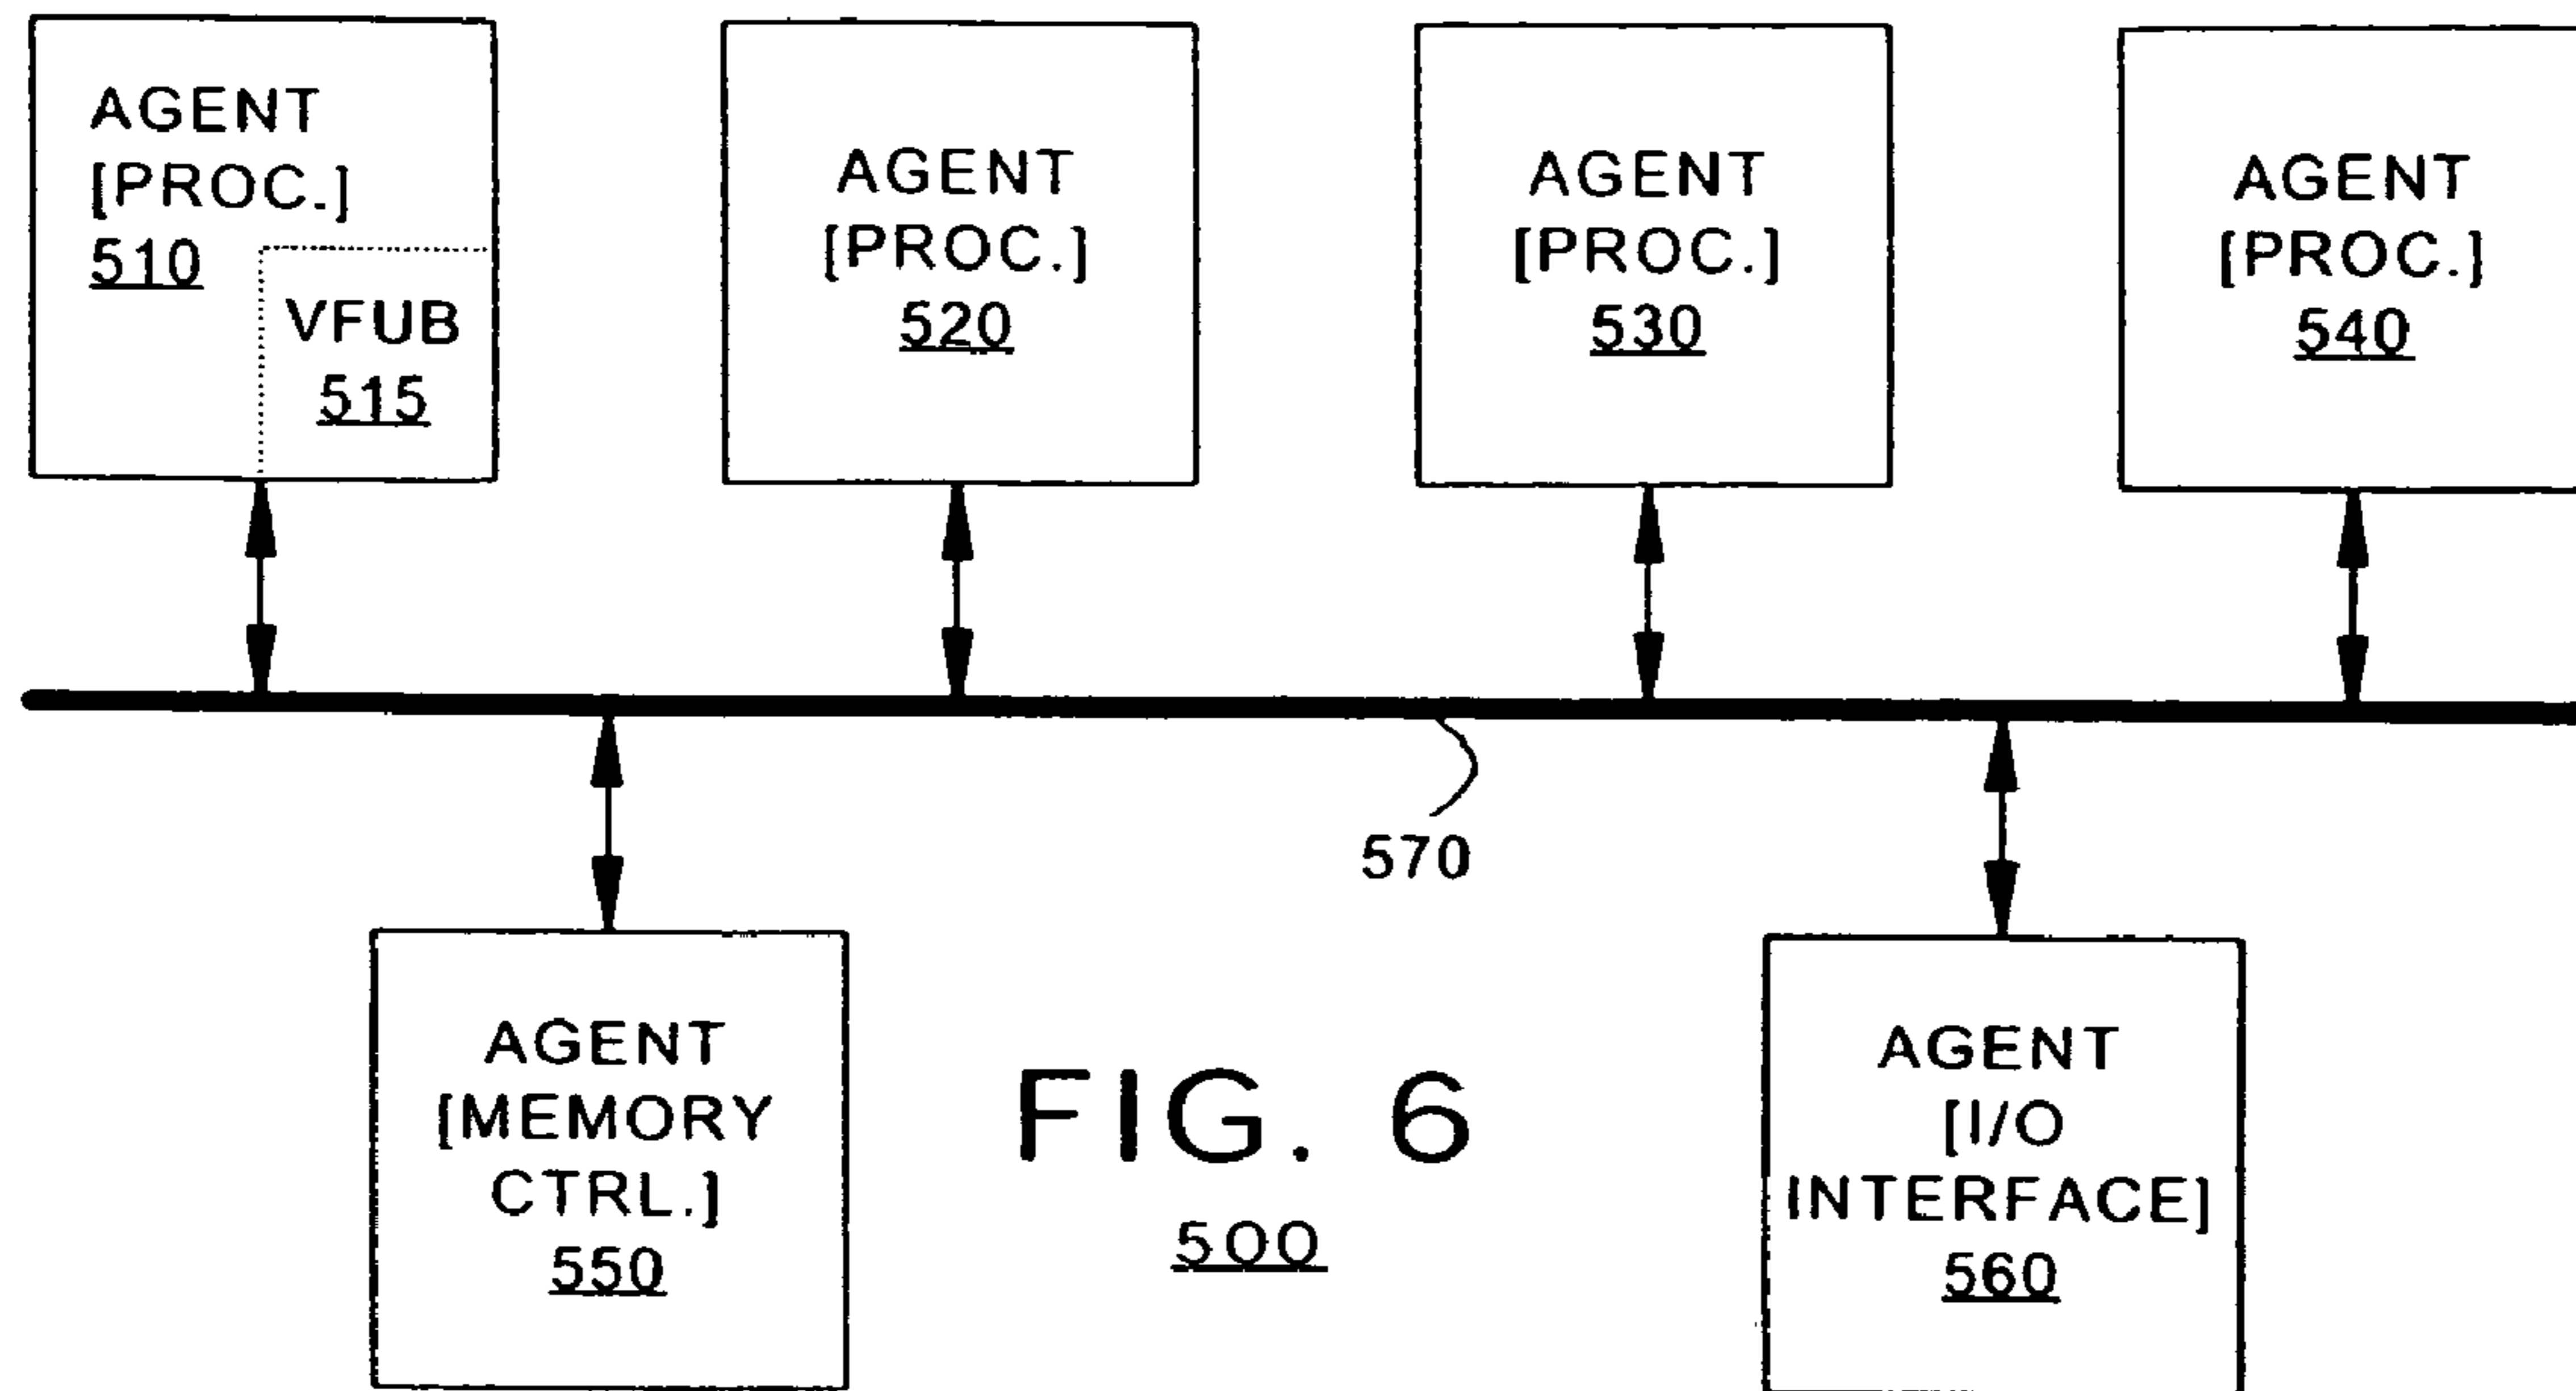 AGENT
[PROC.]
510
VFUB
515
AGENT
[PROC.]
520
AGENT
[PROC.]
530
AGENT
[PROC.]
540
570
AGENT
[MEMORY
CTRL.]
550
FIG. 6
500
AGENT
[I/O
INTERFACE]
560